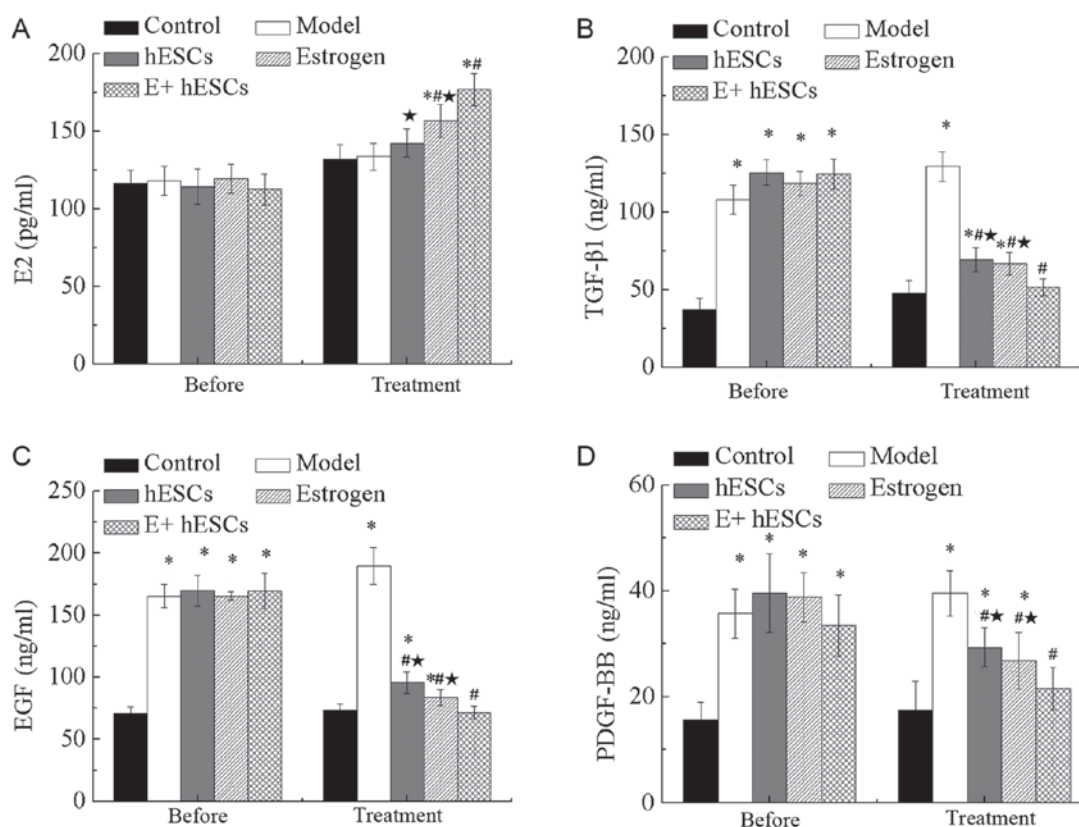 A
Control Model
hESCs Estrogen
E+ hESCs
200
150
100
50
0
E2 (pg/ml)
★
*#★
*#
Before Treatment
B
Control Model
hESCs Estrogen
E+ hESCs
200
150
100
50
0
TGF-β1 (ng/ml)
* * * * *
*#★ *#★ #
Before Treatment
C
Control Model
hESCs Estrogen
E+ hESCs
250
200
150
100
50
0
EGF (ng/ml)
* * * * *
*
#★ *#★ #
Before Treatment
D
Control Model
hESCs Estrogen
E+ hESCs
60
40
20
0
PDGF-BB (ng/ml)
* * * * *
* *
#★ #★ #
Before Treatment